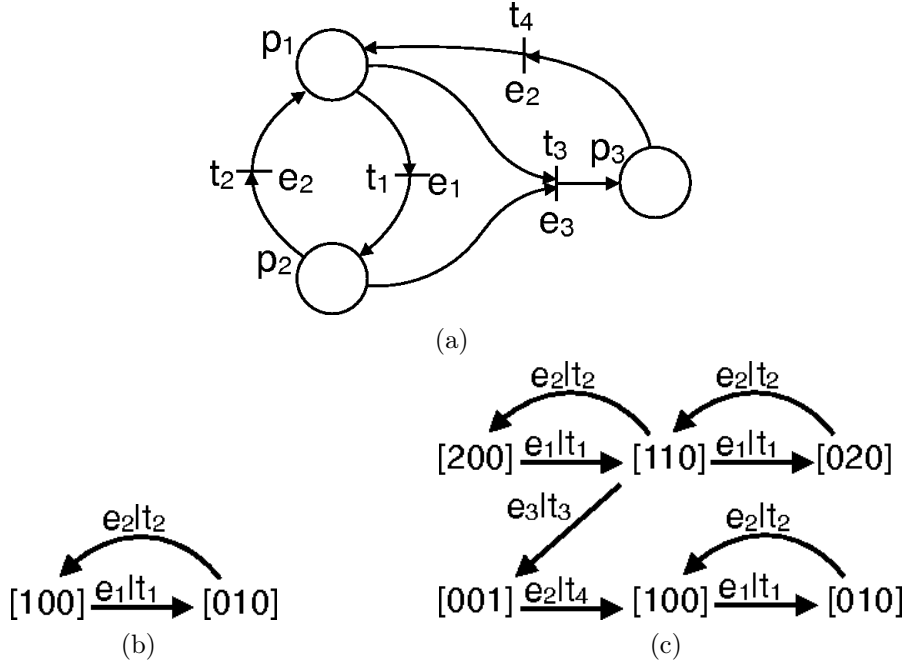 t₄
p₁
e₂
t₃
p₃
t₂ e₂ t₁ e₁
e₃
p₂
(a)
e₂|t₂ e₂|t₂
[200] e₁|t₁ [110] e₁|t₁ [020]
e₃|t₃
e₂|t₂ e₂|t₂
[100] e₁|t₁ [010] [001] e₂|t₄ [100] e₁|t₁ [010]
(b) (c)